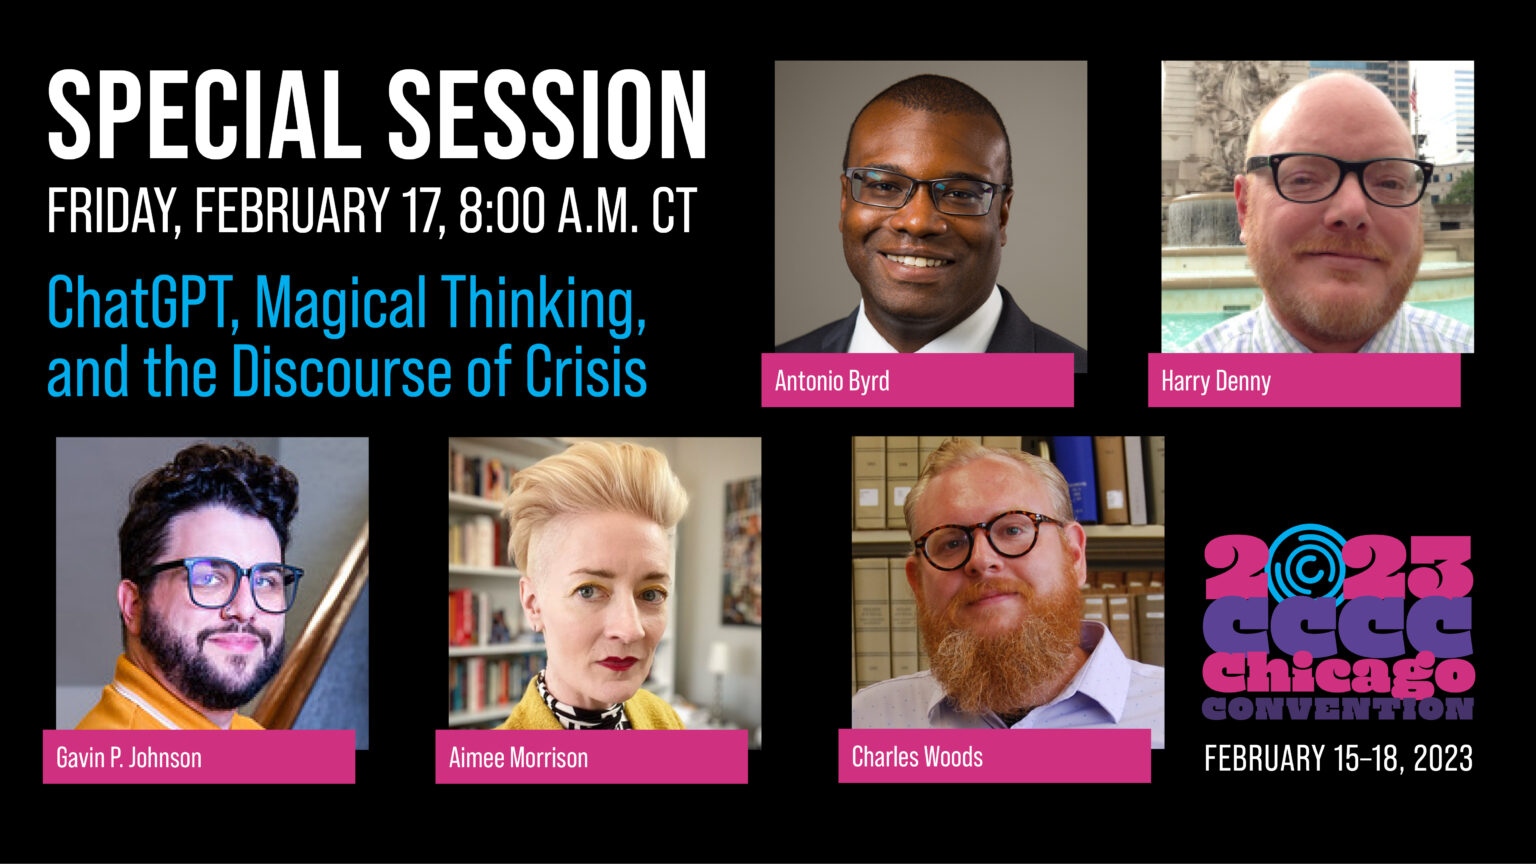 SPECIAL SESSION
FRIDAY, FEBRUARY 17, 8:00 A.M. CT
ChatGPT, Magical Thinking,
and the Discourse of Crisis
Antonio Byrd
Harry Denny
Gavin P. Johnson
Aimee Morrison
Charles Woods
2023
CCCC
Chicago
CONVENTION
FEBRUARY 15–18, 2023